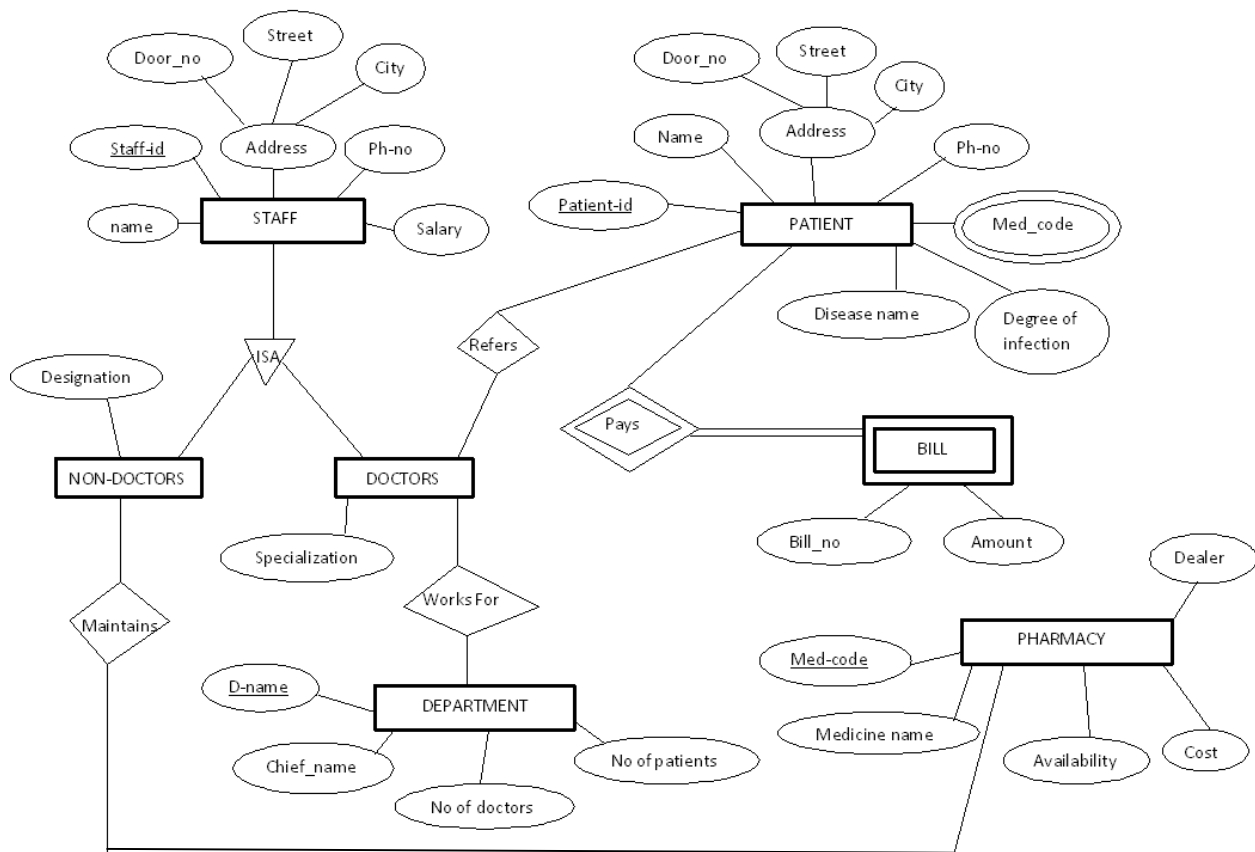 Street
Door_no
City
Staff-id
Address
Ph-no
name
STAFF
Salary
Street
Door_no
City
Name
Address
Ph-no
Patient-id
PATIENT
Med_code
Disease name
Degree of
infection
ISA
Refers
Designation
Pays
BILL
NON-DOCTORS
DOCTORS
Specialization
Bill_no
Amount
Dealer
Works For
Maintains
PHARMACY
Med-code
D-name
DEPARTMENT
Medicine name
Chief_name
No of patients
Availability
Cost
No of doctors